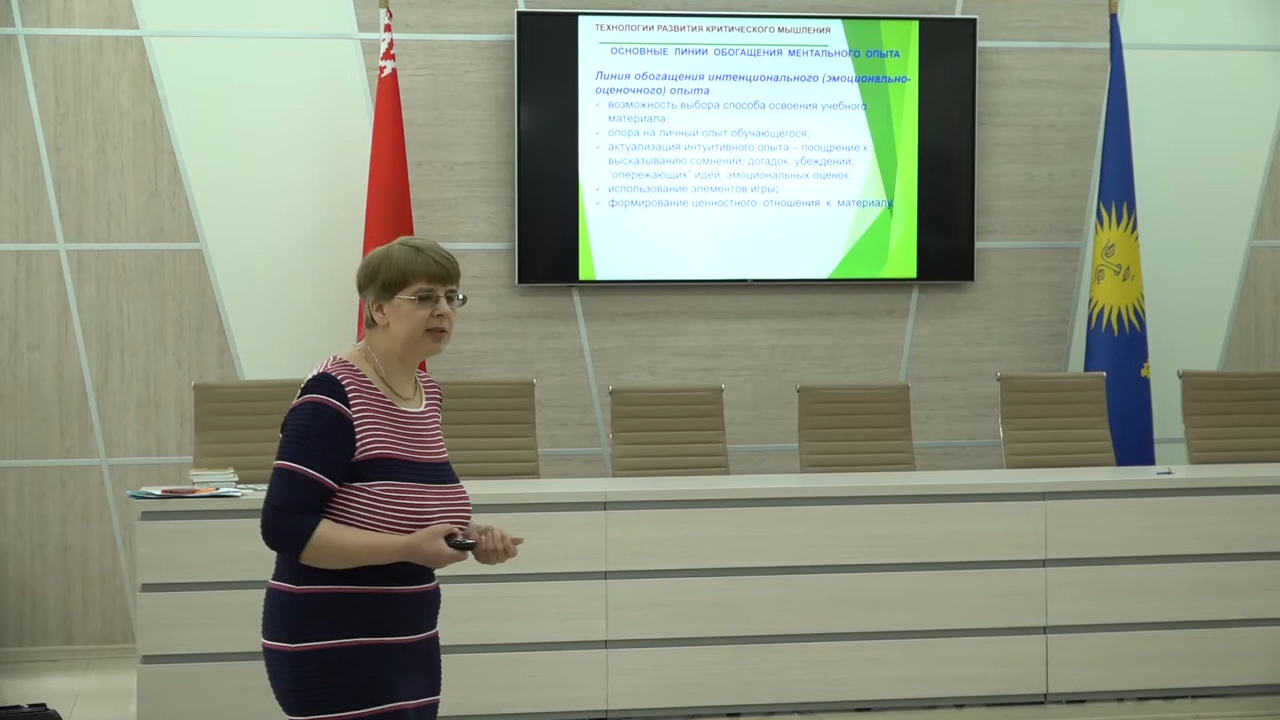 ТЕХНОЛОГИИ РАЗВИТИЯ КРИТИЧЕСКОГО МЫШЛЕНИЯ
ОСНОВНЫЕ ЛИНИИ ОБОГАЩЕНИЯ МЕНТАЛЬНОГО ОПЫТА
Линия обогащения интенционального (эмоционально-
оценочного) опыта
возможность выбора способа освоения учебного
материала;
опора на личный опыт обучающегося;
актуализация интуитивного опыта – поощрение к
высказыванию сомнений, догадок, убеждений,
"опережающих" идей, эмоциональных оценок;
использование элементов игры;
формирование ценностного отношения к материалу.